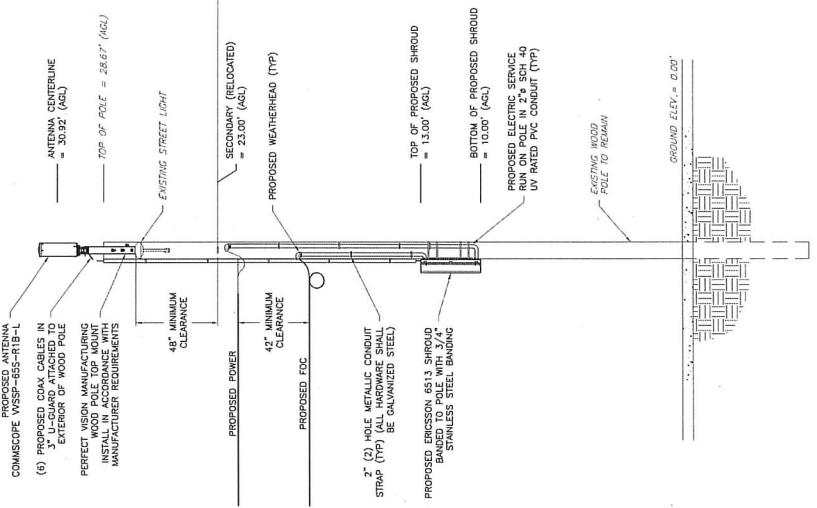 PROPOSED ANTENNA
COMMSCOPE VVSSP-65S-R1B-L
(6) PROPOSED COAX CABLES IN
3" U-GUARD ATTACHED TO
EXTERIOR OF WOOD POLE
PERFECT VISION MANUFACTURING
WOOD POLE TOP MOUNT
INSTALL IN ACCORDANCE WITH
MANUFACTURER REQUIREMENTS
48" MINIMUM
CLEARANCE
PROPOSED POWER
42" MINIMUM
CLEARANCE
PROPOSED FOC
2" (2) HOLE METALLIC CONDUIT
STRAP (TYP) (ALL HARDWARE SHALL
BE GALVANIZED STEEL)
PROPOSED ERICSSON 6513 SHROUD
BANDED TO POLE WITH 3/4"
STAINLESS STEEL BANDING
ANTENNA CENTERLINE
= 30.92' (AGL)
TOP OF POLE = 28.67' (AGL)
EXISTING STREET LIGHT
SECONDARY (RELOCATED)
= 23.00' (AGL)
PROPOSED WEATHERHEAD (TYP)
TOP OF PROPOSED SHROUD
= 13.00' (AGL)
BOTTOM OF PROPOSED SHROUD
= 10.00' (AGL)
PROPOSED ELECTRIC SERVICE
RUN ON POLE IN 2"ø SCH 40
UV RATED PVC CONDUIT (TYP)
EXISTING WOOD
POLE TO REMAIN
GROUND ELEV. = 0.00'